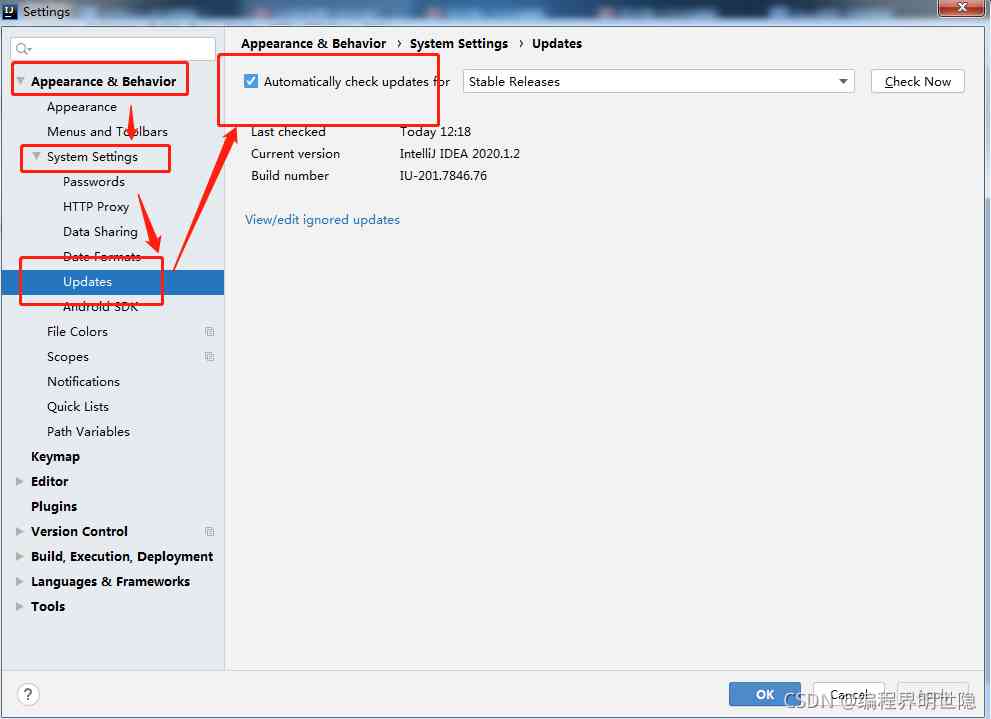 Settings
Appearance & Behavior › System Settings › Updates
Appearance & Behavior
Appearance
Menus and Toolbars
System Settings
Passwords
HTTP Proxy
Data Sharing
Date Formats
Updates
Android SDK
File Colors
Scopes
Notifications
Quick Lists
Path Variables
Keymap
Editor
Plugins
Version Control
Build, Execution, Deployment
Languages & Frameworks
Tools
Automatically check updates for Stable Releases Check Now
Last checked Today 12:18
Current version IntelliJ IDEA 2020.1.2
Build number IU-201.7846.76
View/edit ignored updates
? OK Cancel Apply
CSDN @编程界明世隐